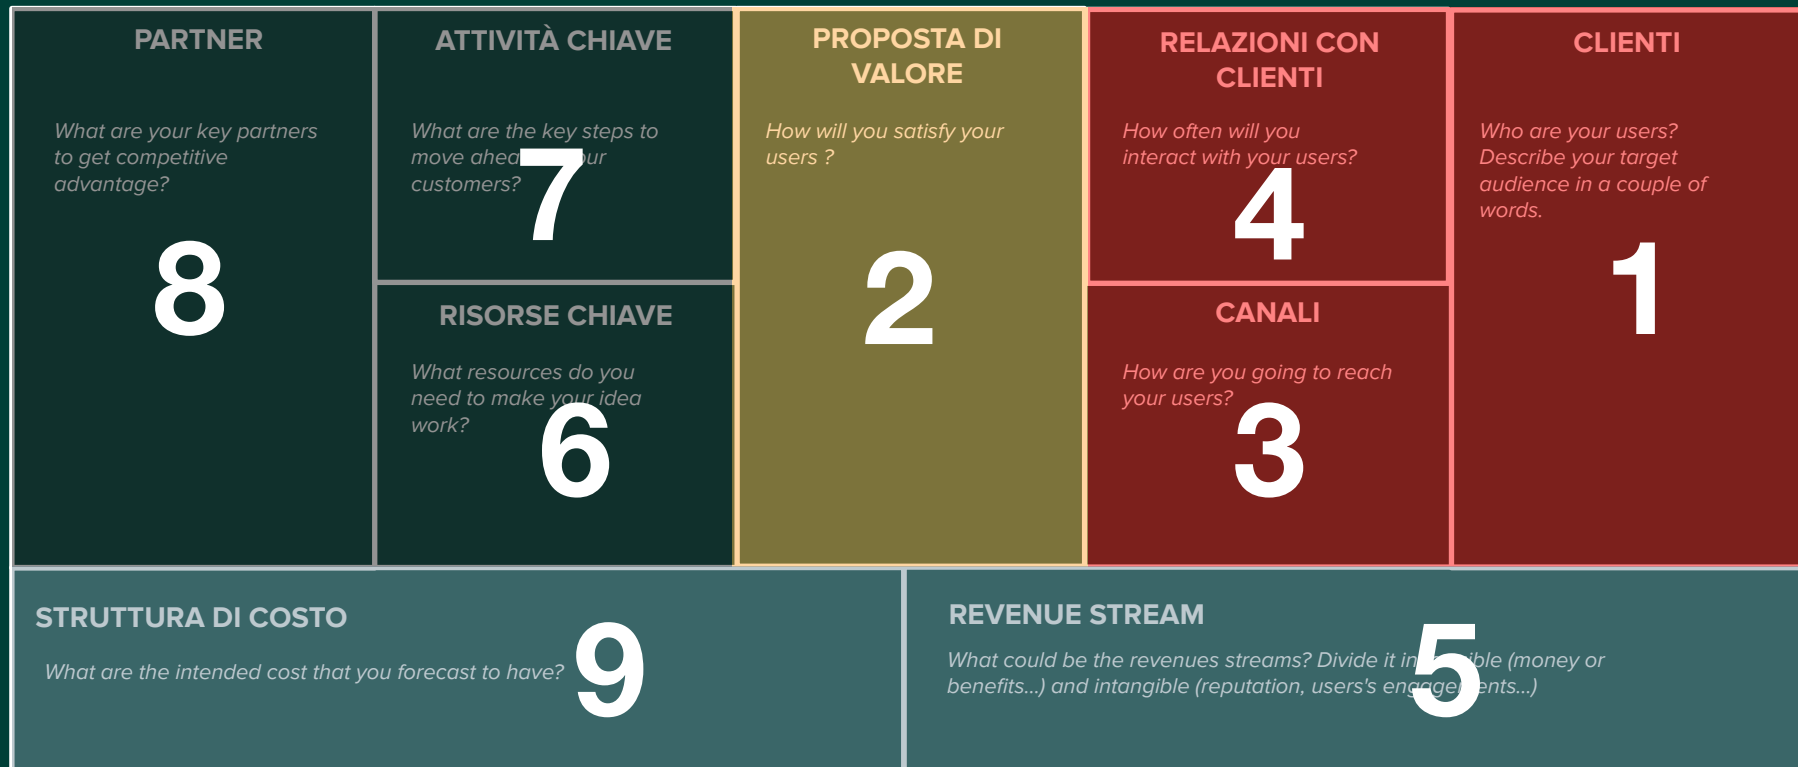 PARTNER
What are your key partners
to get competitive
advantage?
8
ATTIVITÀ CHIAVE
What are the key steps to
move
customers?
7
RISORSE CHIAVE
What resources do you
need to make your idea
work?
6
PROPOSTA DI
VALORE
How will you satisfy your
users ?
2
RELAZIONI CON
CLIENTI
How often will you
interact with your users?
4
CANALI
How are you going to reach
your users?
3
CLIENTI
Who are your users?
Describe your target
audience in a couple of
words.
1
STRUTTURA DI COSTO
What are the intended cost that you forecast to have?
9
REVENUE STREAM
What could be the revenues streams? Divide it in (money or
benefits...) and intangible (reputation, users's engagements...)
5